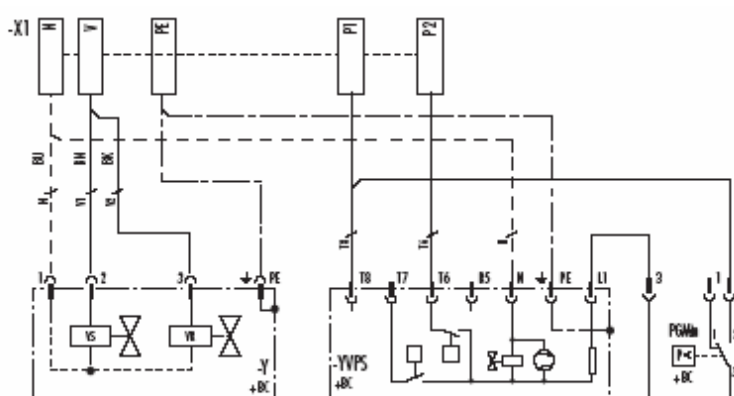 -X1 N V PE P1 P2
BU BN BK
N V1 V2 T8 T6 N
1 2 3 PE T8 T7 T6 B5 N PE L1 3 1
VS VR PGMin
-Y -YVPS P<
+BC +BC +BC